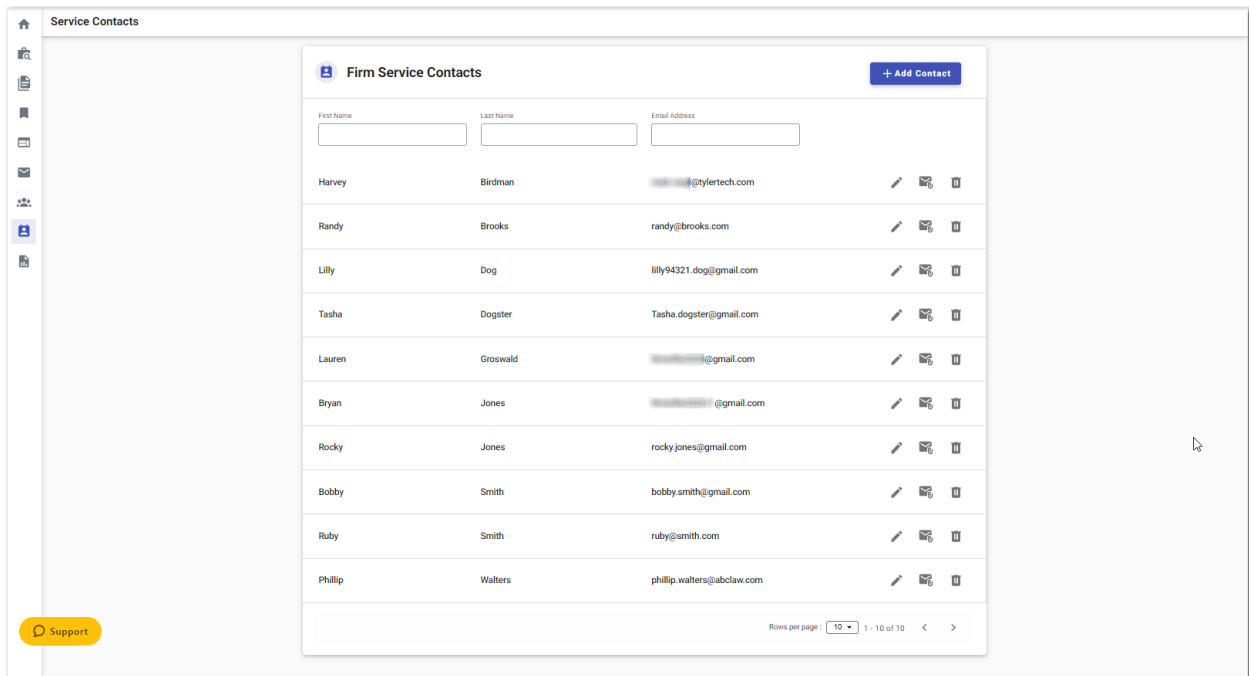 Service Contacts
Firm Service Contacts
+ Add Contact
First Name Last Name Email Address
Harvey Birdman @tylertech.com
Randy Brooks randy@brooks.com
Lilly Dog lilly94321.dog@gmail.com
Tasha Dogster Tasha.dogster@gmail.com
Lauren Groswald @gmail.com
Bryan Jones @gmail.com
Rocky Jones rocky.jones@gmail.com
Bobby Smith bobby.smith@gmail.com
Ruby Smith ruby@smith.com
Phillip Walters phillip.walters@abclaw.com
Support
Rows per page : 10 1 - 10 of 10